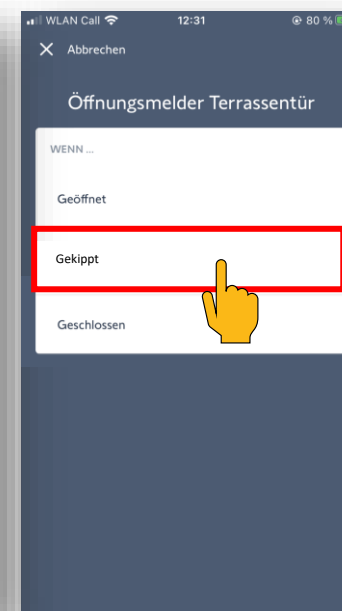 WLAN Call 12:31 80 %
Abbrechen
Öffnungsmelder Terrassentür
WENN ...
Geöffnet
Gekippt
Geschlossen